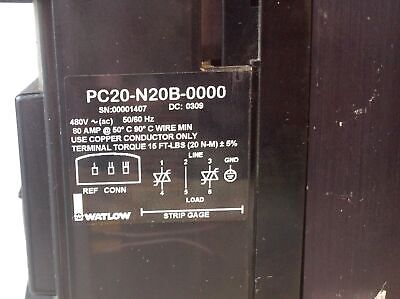 PC20-N20B-0000
SN:00001407 DC: 0309
480V ~(ac) 50/60 Hz
80 AMP @ 50° C 90° C WIRE MIN
USE COPPER CONDUCTOR ONLY
TERMINAL TORQUE 15 FT-LBS (20 N-M) ± 5%
LINE
1 2 3 GND
REF CONN
4 5 6
LOAD
WATLOW
STRIP GAGE